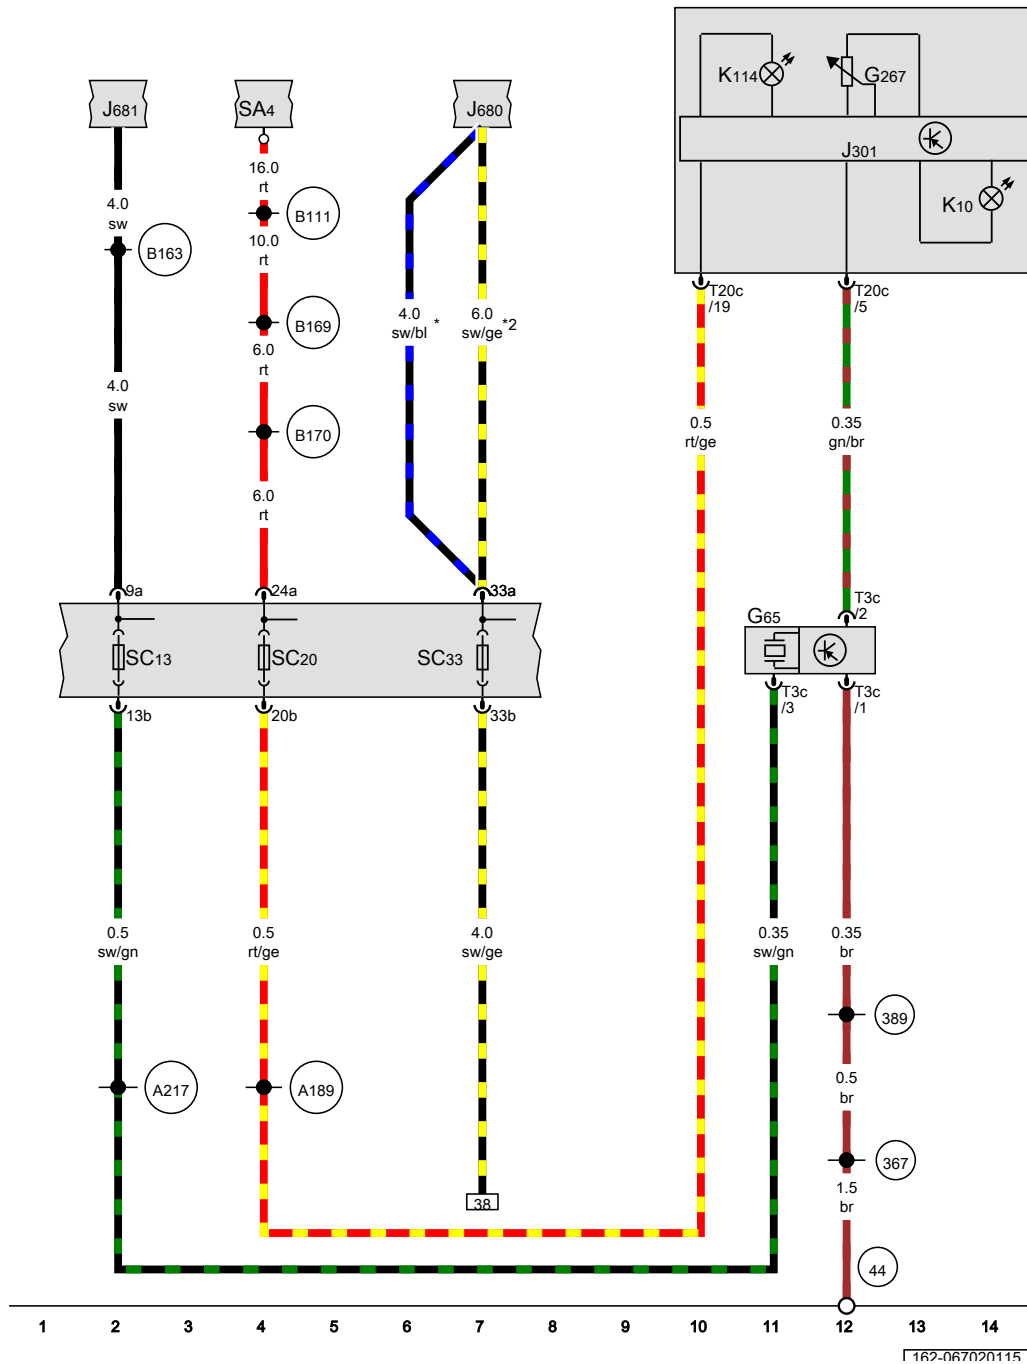 K114
G267
J681
SA4
J680
J301
16.0
rt
4.0
sw
B111
K10
10.0
rt
B163
T20c
/19
T20c
/5
4.0
sw/bl
*
6.0
sw/ge
*2
B169
6.0
rt
4.0
sw
0.5
rt/ge
0.35
gn/br
B170
6.0
rt
9a
24a
33a
T3c
/2
G65
SC13
SC20
SC33
T3c
/3
T3c
/1
13b
20b
33b
0.5
sw/gn
0.5
rt/ge
4.0
sw/ge
0.35
sw/gn
0.35
br
389
0.5
br
A217
A189
367
1.5
br
38
44
1 2 3 4 5 6 7 8 9 10 11 12 13 14
162-067020115